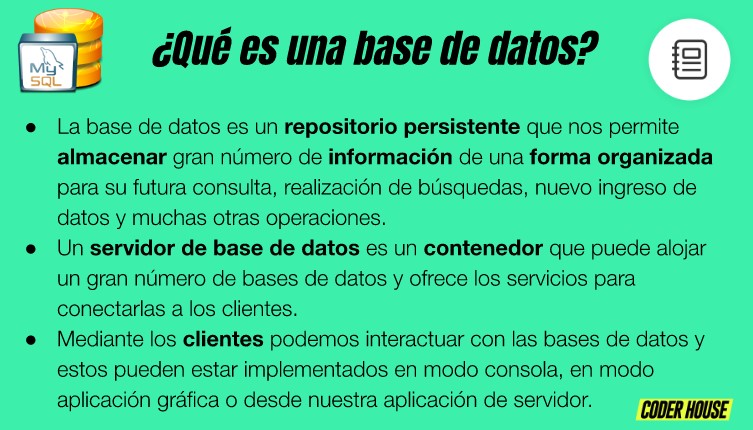 My
SQL
¿Qué es una base de datos?
● La base de datos es un repositorio persistente que nos permite
almacenar gran número de información de una forma organizada
para su futura consulta, realización de búsquedas, nuevo ingreso de
datos y muchas otras operaciones.
● Un servidor de base de datos es un contenedor que puede alojar
un gran número de bases de datos y ofrece los servicios para
conectarlas a los clientes.
● Mediante los clientes podemos interactuar con las bases de datos y
estos pueden estar implementados en modo consola, en modo
aplicación gráfica o desde nuestra aplicación de servidor.
CODER HOUSE